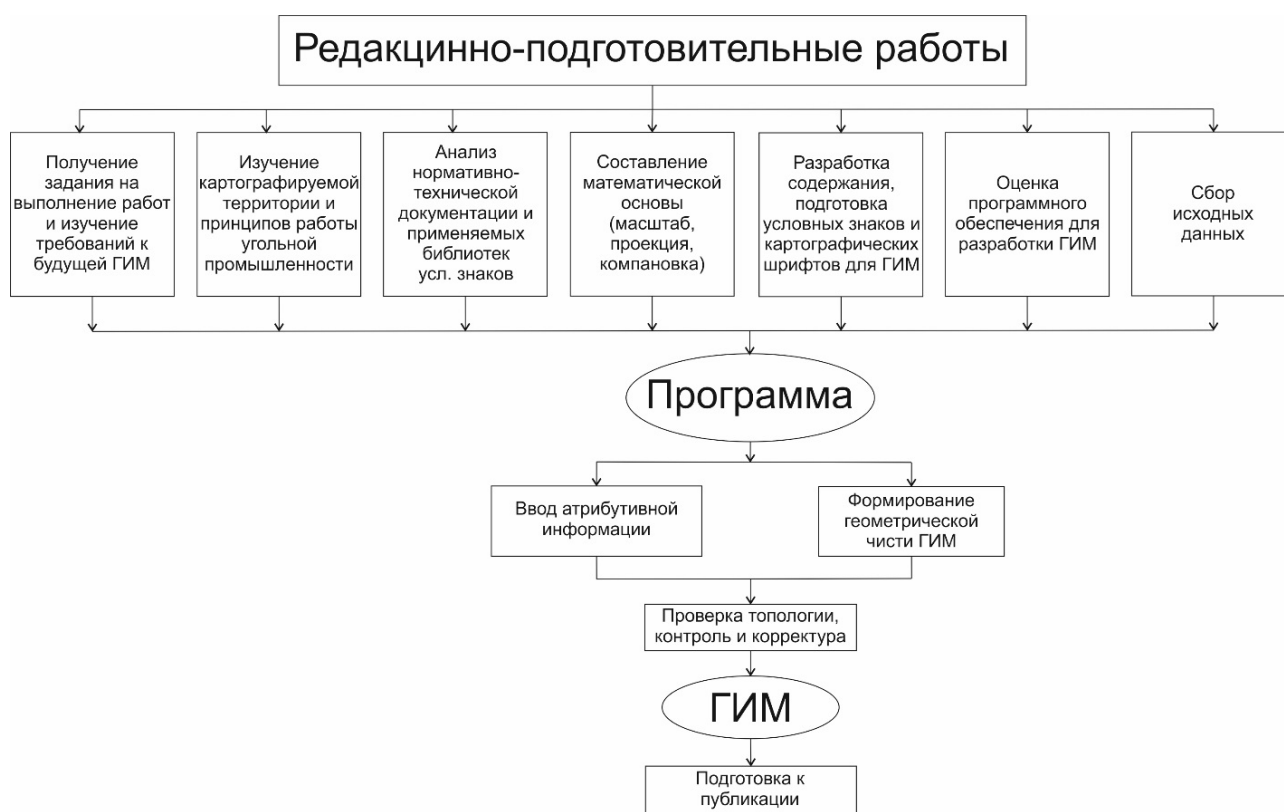 Редакцинно-подготовительные работы
Получение
задания на
выполнение работ
и изучение
требований к
будущей ГИМ
Изучение
картографируемой
территории и
принципов работы
угольной
промышленности
Анализ
нормативно-
технической
документации и
применяемых
библиотек
усл. знаков
Составление
математической
основы
(масштаб,
проекция,
компановка)
Разработка
содержания,
подготовка
условных знаков и
картографических
шрифтов для ГИМ
Оценка
программного
обеспечения для
разработки ГИМ
Сбор
исходных
данных
Программа
Ввод атрибутивной
информации
Формирование
геометрической
чисти ГИМ
Проверка топологии,
контроль и корректура
ГИМ
Подготовка к
публикации